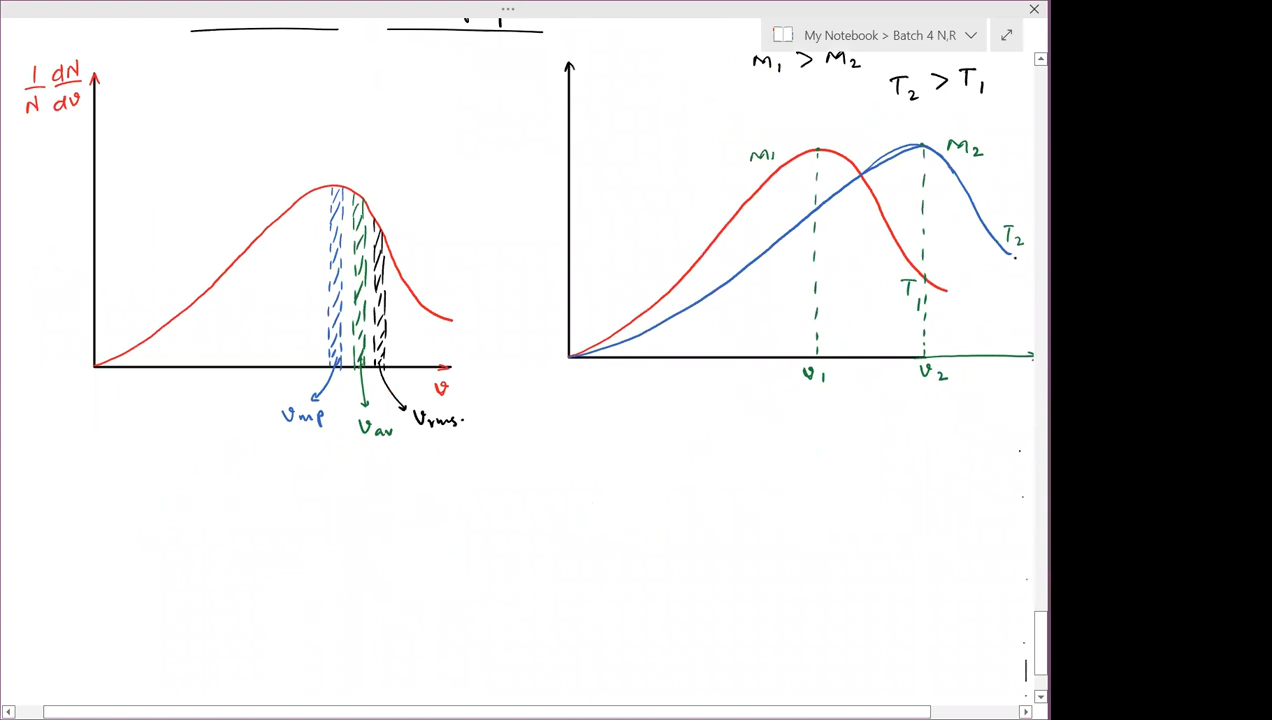 My Notebook > Batch 4 N,R
1/N dN/dv
v
vmp
vav
vrms.
M1 > M2
T2 > T1
M1
M2
T2
T1
v1
v2